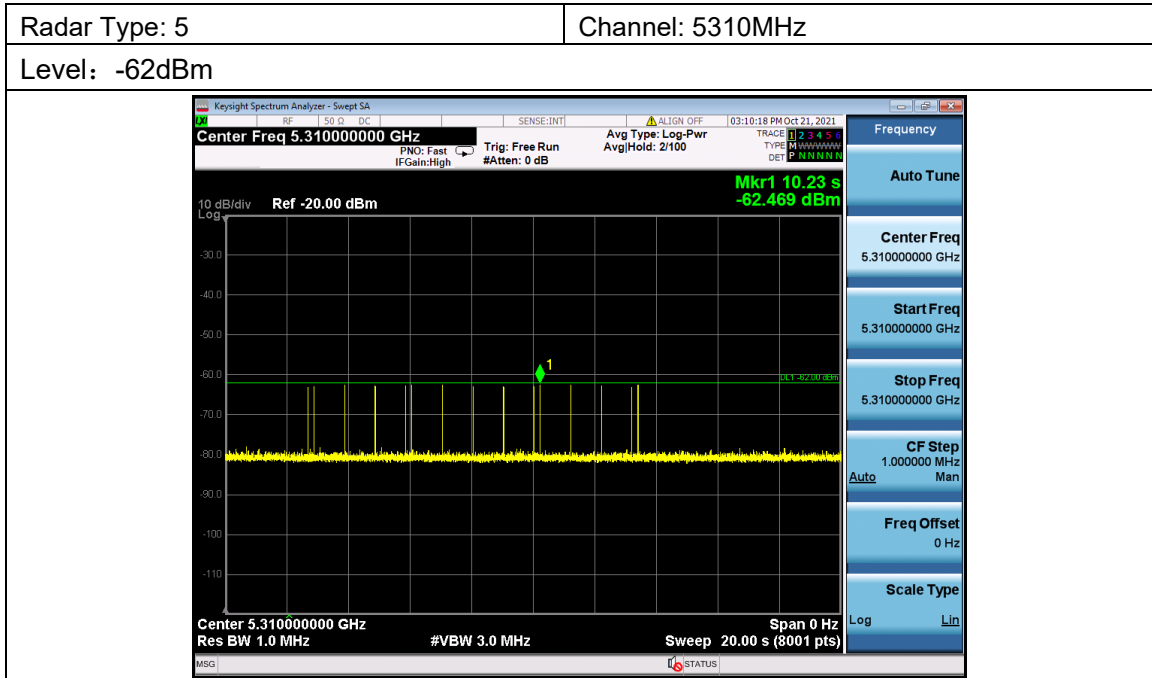 Radar Type: 5
Channel: 5310MHz
Level：-62dBm
Keysight Spectrum Analyzer - Swept SA
LXI RF 50 Ω DC SENSE:INT ALIGN OFF 03:10:18 PM Oct 21, 2021
Center Freq 5.310000000 GHz
PNO: Fast
IFGain:High
Trig: Free Run
#Atten: 0 dB
Avg Type: Log-Pwr
Avg|Hold: 2/100
TRACE 1 2 3 4 5 6
TYPE M WWWWW
DET P N N N N N
Mkr1 10.23 s
-62.469 dBm
10 dB/div Ref -20.00 dBm
Log
-30.0
-40.0
-50.0
-60.0
-70.0
-80.0
-90.0
-100
-110
1
DL1 -62.00 dBm
Center 5.310000000 GHz
Span 0 Hz
Res BW 1.0 MHz
#VBW 3.0 MHz
Sweep 20.00 s (8001 pts)
MSG
STATUS
Frequency
Auto Tune
Center Freq
5.310000000 GHz
Start Freq
5.310000000 GHz
Stop Freq
5.310000000 GHz
CF Step
1.000000 MHz
Auto Man
Freq Offset
0 Hz
Scale Type
Log Lin